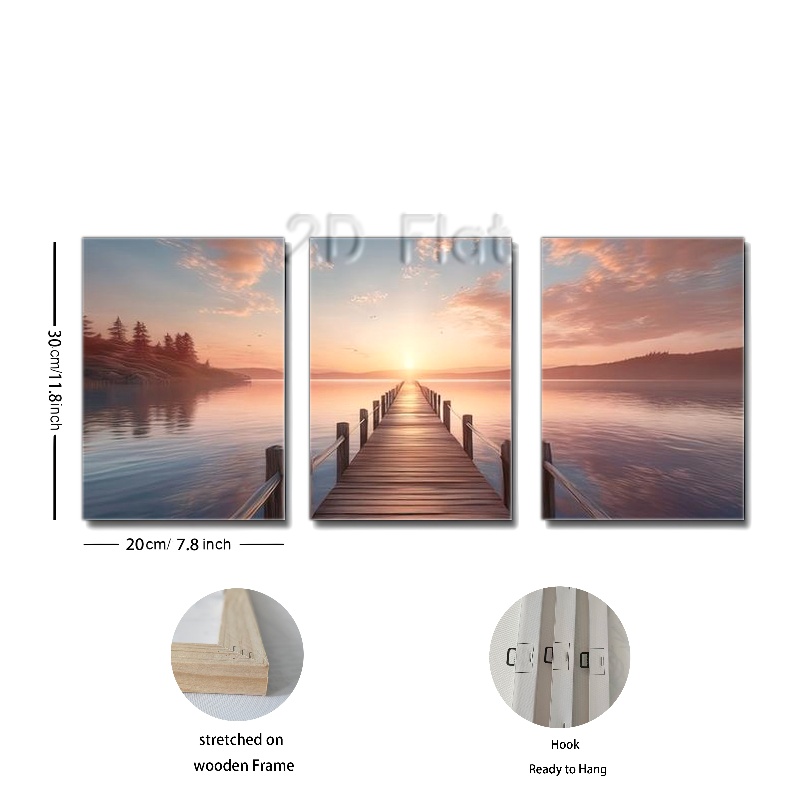 2D Flat
30cm/11.8inch
20cm/ 7.8 inch
stretched on
wooden Frame
Hook
Ready to Hang